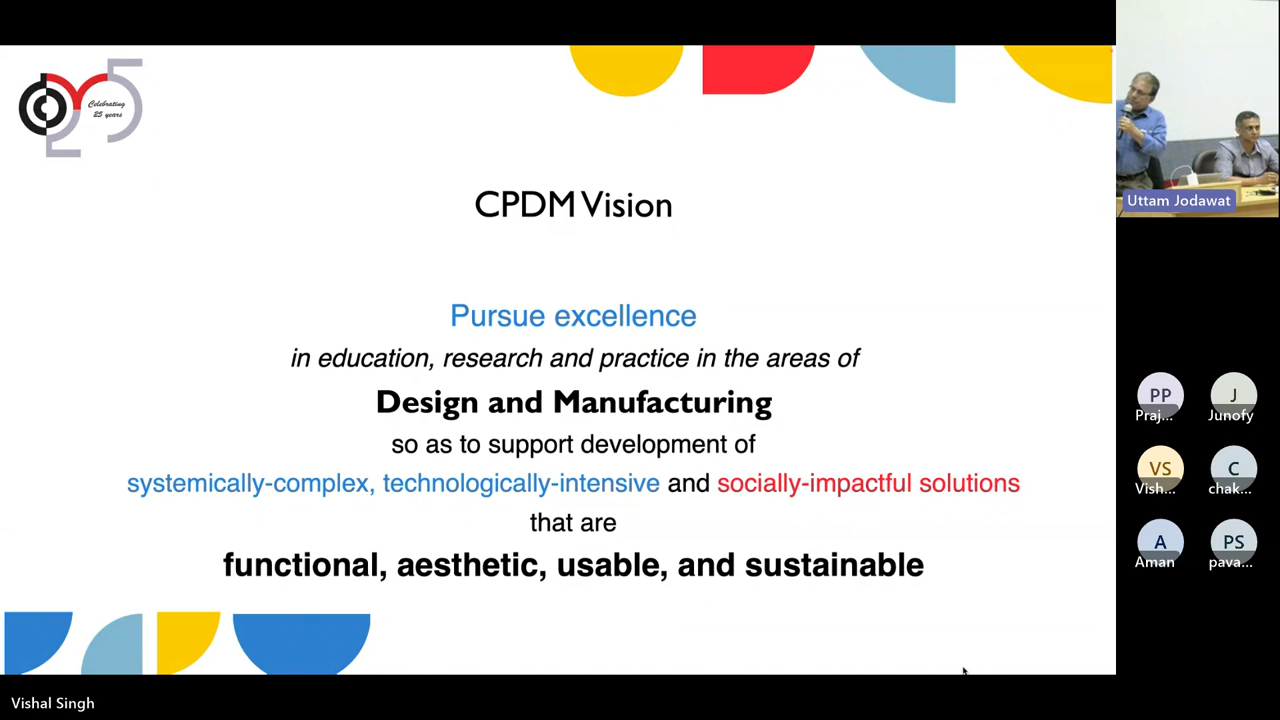 Celebrating
25 years
CPDM Vision
Pursue excellence
in education, research and practice in the areas of
Design and Manufacturing
so as to support development of
systemically-complex, technologically-intensive and socially-impactful solutions
that are
functional, aesthetic, usable, and sustainable
Uttam Jodawat
PP
Praj...
J
Junofy
VS
Vish...
C
chak...
A
Aman
PS
pava...
Vishal Singh